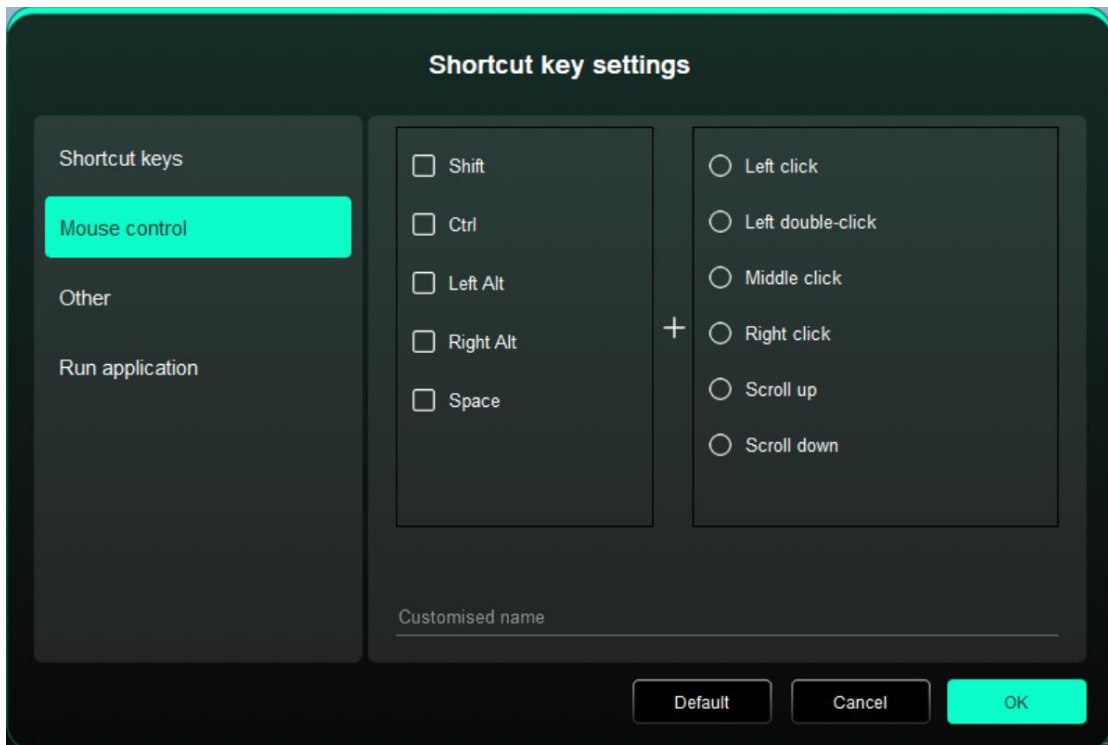 Shortcut key settings
Shortcut keys
Mouse control
Other
Run application
Shift
Ctrl
Left Alt
Right Alt
Space
+
Left click
Left double-click
Middle click
Right click
Scroll up
Scroll down
Customised name
Default
Cancel
OK